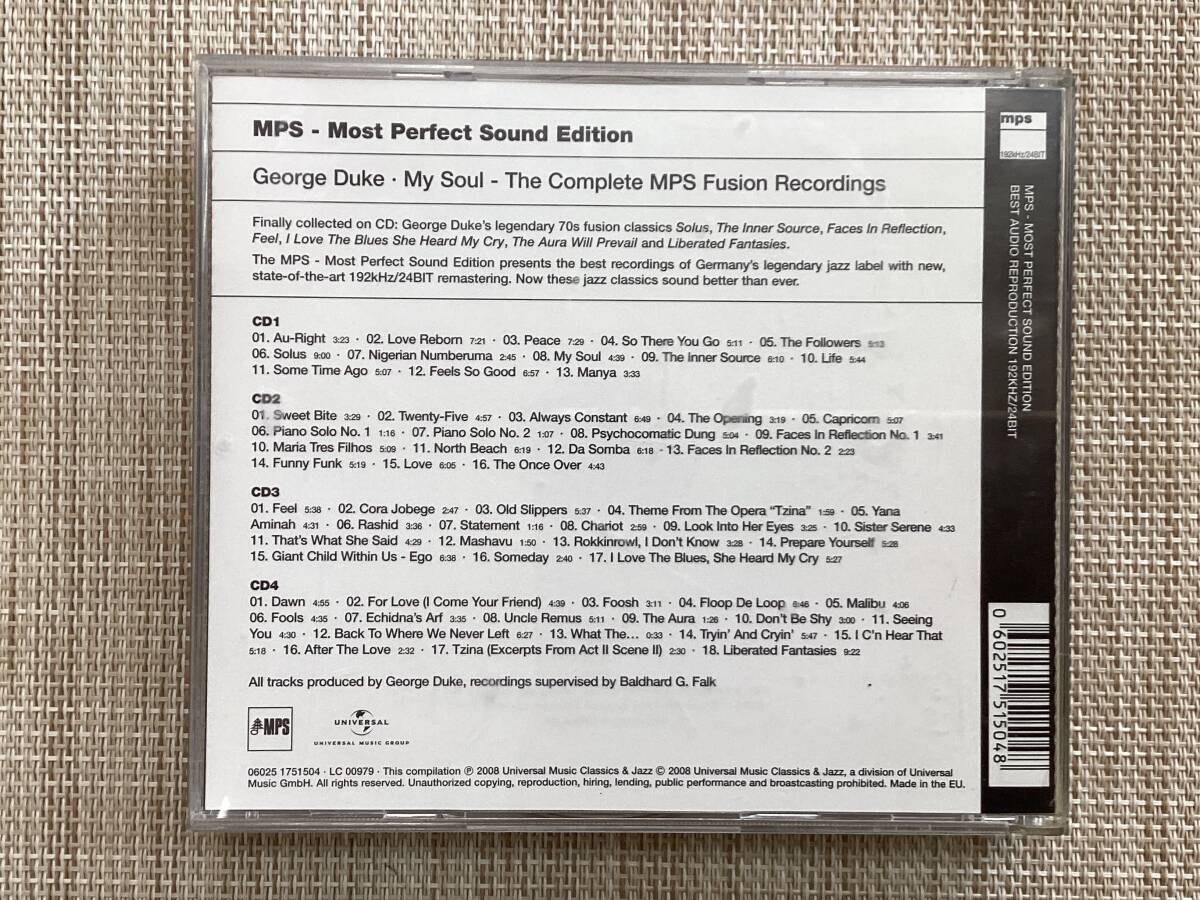 MPS - Most Perfect Sound Edition
George Duke · My Soul - The Complete MPS Fusion Recordings
Finally collected on CD: George Duke's legendary 70s fusion classics Solus, The Inner Source, Faces In Reflection,
Feel, I Love The Blues She Heard My Cry, The Aura Will Prevail and Liberated Fantasies.
The MPS - Most Perfect Sound Edition presents the best recordings of Germany's legendary jazz label with new,
state-of-the-art 192kHz/24BIT remastering. Now these jazz classics sound better than ever.
CD1
01. Au-Right 3:23 · 02. Love Reborn 7:21 · 03. Peace 7:29 · 04. So There You Go 5:11 · 05. The Followers 5:13
06. Solus 9:00 · 07. Nigerian Numberuma 2:45 · 08. My Soul 4:39 · 09. The Inner Source 6:10 · 10. Life 5:44
11. Some Time Ago 5:07 · 12. Feels So Good 6:57 · 13. Manya 3:33
CD2
01. Sweet Bite 3:29 · 02. Twenty-Five 4:57 · 03. Always Constant 6:49 · 04. The Opening 3:19 · 05. Capricorn 5:07
06. Piano Solo No. 1 1:16 · 07. Piano Solo No. 2 1:07 · 08. Psychocomatic Dung 5:04 · 09. Faces In Reflection No. 1 3:41
10. Maria Tres Filhos 5:09 · 11. North Beach 6:19 · 12. Da Somba 6:18 - 13. Faces In Reflection No. 2 2:23
14. Funny Funk 5:19 · 15. Love 6:05 · 16. The Once Over 4:43
CD3
01. Feel 5:38 · 02. Cora Jobege 2:47 · 03. Old Slippers 5:37 · 04. Theme From The Opera "Tzina" 1:59 · 05. Yana
Aminah 4:31 · 06. Rashid 3:36 · 07. Statement 1:16 · 08. Chariot 2:59 · 09. Look Into Her Eyes 3:25 · 10. Sister Serene 4:33
11. That's What She Said 4:29 · 12. Mashavu 1:50 · 13. Rokkinrowl, I Don't Know 3:28 · 14. Prepare Yourself 5:28
15. Giant Child Within Us - Ego 6:38 · 16. Someday 2:40 · 17. I Love The Blues, She Heard My Cry 5:27
CD4
01. Dawn 4:55 · 02. For Love (I Come Your Friend) 4:39 · 03. Foosh 3:11 · 04. Floop De Loop 6:46 · 05. Malibu 4:06
06. Fools 4:35 · 07. Echidna's Arf 3:35 · 08. Uncle Remus 5:11 · 09. The Aura 1:26 · 10. Don't Be Shy 3:00 · 11. Seeing
You 4:30 · 12. Back To Where We Never Left 6:27 · 13. What The... 0:33 · 14. Tryin' And Cryin' 5:47 · 15. I C'n Hear That
5:18 · 16. After The Love 2:32 · 17. Tzina (Excerpts From Act II Scene II) 2:30 · 18. Liberated Fantasies 9:22
All tracks produced by George Duke, recordings supervised by Baldhard G. Falk
MPS
UNIVERSAL
UNIVERSAL MUSIC GROUP
06025 1751504 · LC 00979 · This compilation ℗ 2008 Universal Music Classics & Jazz © 2008 Universal Music Classics & Jazz, a division of Universal
Music GmbH. All rights reserved. Unauthorized copying, reproduction, hiring, lending, public performance and broastcasting prohibited. Made in the EU.
mps
192kHz/24BIT
MPS - MOST PERFECT SOUND EDITION
BEST AUDIO REPRODUCTION 192KHZ/24BIT
0 602517 515048